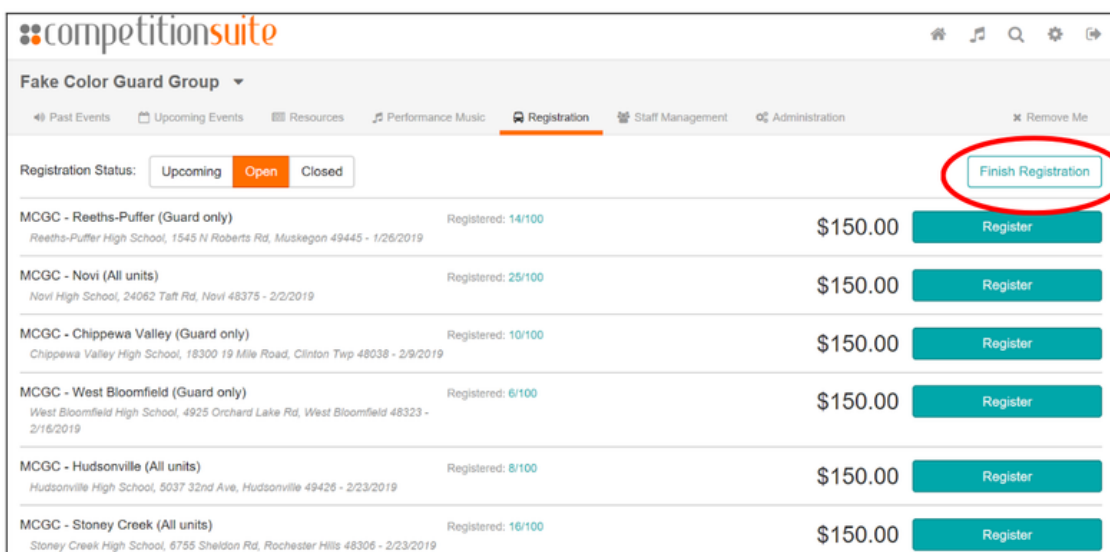 competitionsuite
Fake Color Guard Group
Past Events Upcoming Events Resources Performance Music Registration Staff Management Administration Remove Me
Registration Status: Upcoming Open Closed Finish Registration
MCGC - Reeths-Puffer (Guard only) Registered: 14/100 $150.00 Register
Reeths-Puffer High School, 1545 N Roberts Rd, Muskegon 49445 - 1/26/2019
MCGC - Novi (All units) Registered: 25/100 $150.00 Register
Novi High School, 24062 Taft Rd, Novi 48375 - 2/2/2019
MCGC - Chippewa Valley (Guard only) Registered: 10/100 $150.00 Register
Chippewa Valley High School, 18300 19 Mile Road, Clinton Twp 48038 - 2/9/2019
MCGC - West Bloomfield (Guard only) Registered: 6/100 $150.00 Register
West Bloomfield High School, 4925 Orchard Lake Rd, West Bloomfield 48323 -
2/16/2019
MCGC - Hudsonville (All units) Registered: 8/100 $150.00 Register
Hudsonville High School, 5037 32nd Ave, Hudsonville 49426 - 2/23/2019
MCGC - Stoney Creek (All units) Registered: 16/100 $150.00 Register
Stoney Creek High School, 6755 Sheldon Rd, Rochester Hills 48306 - 2/23/2019